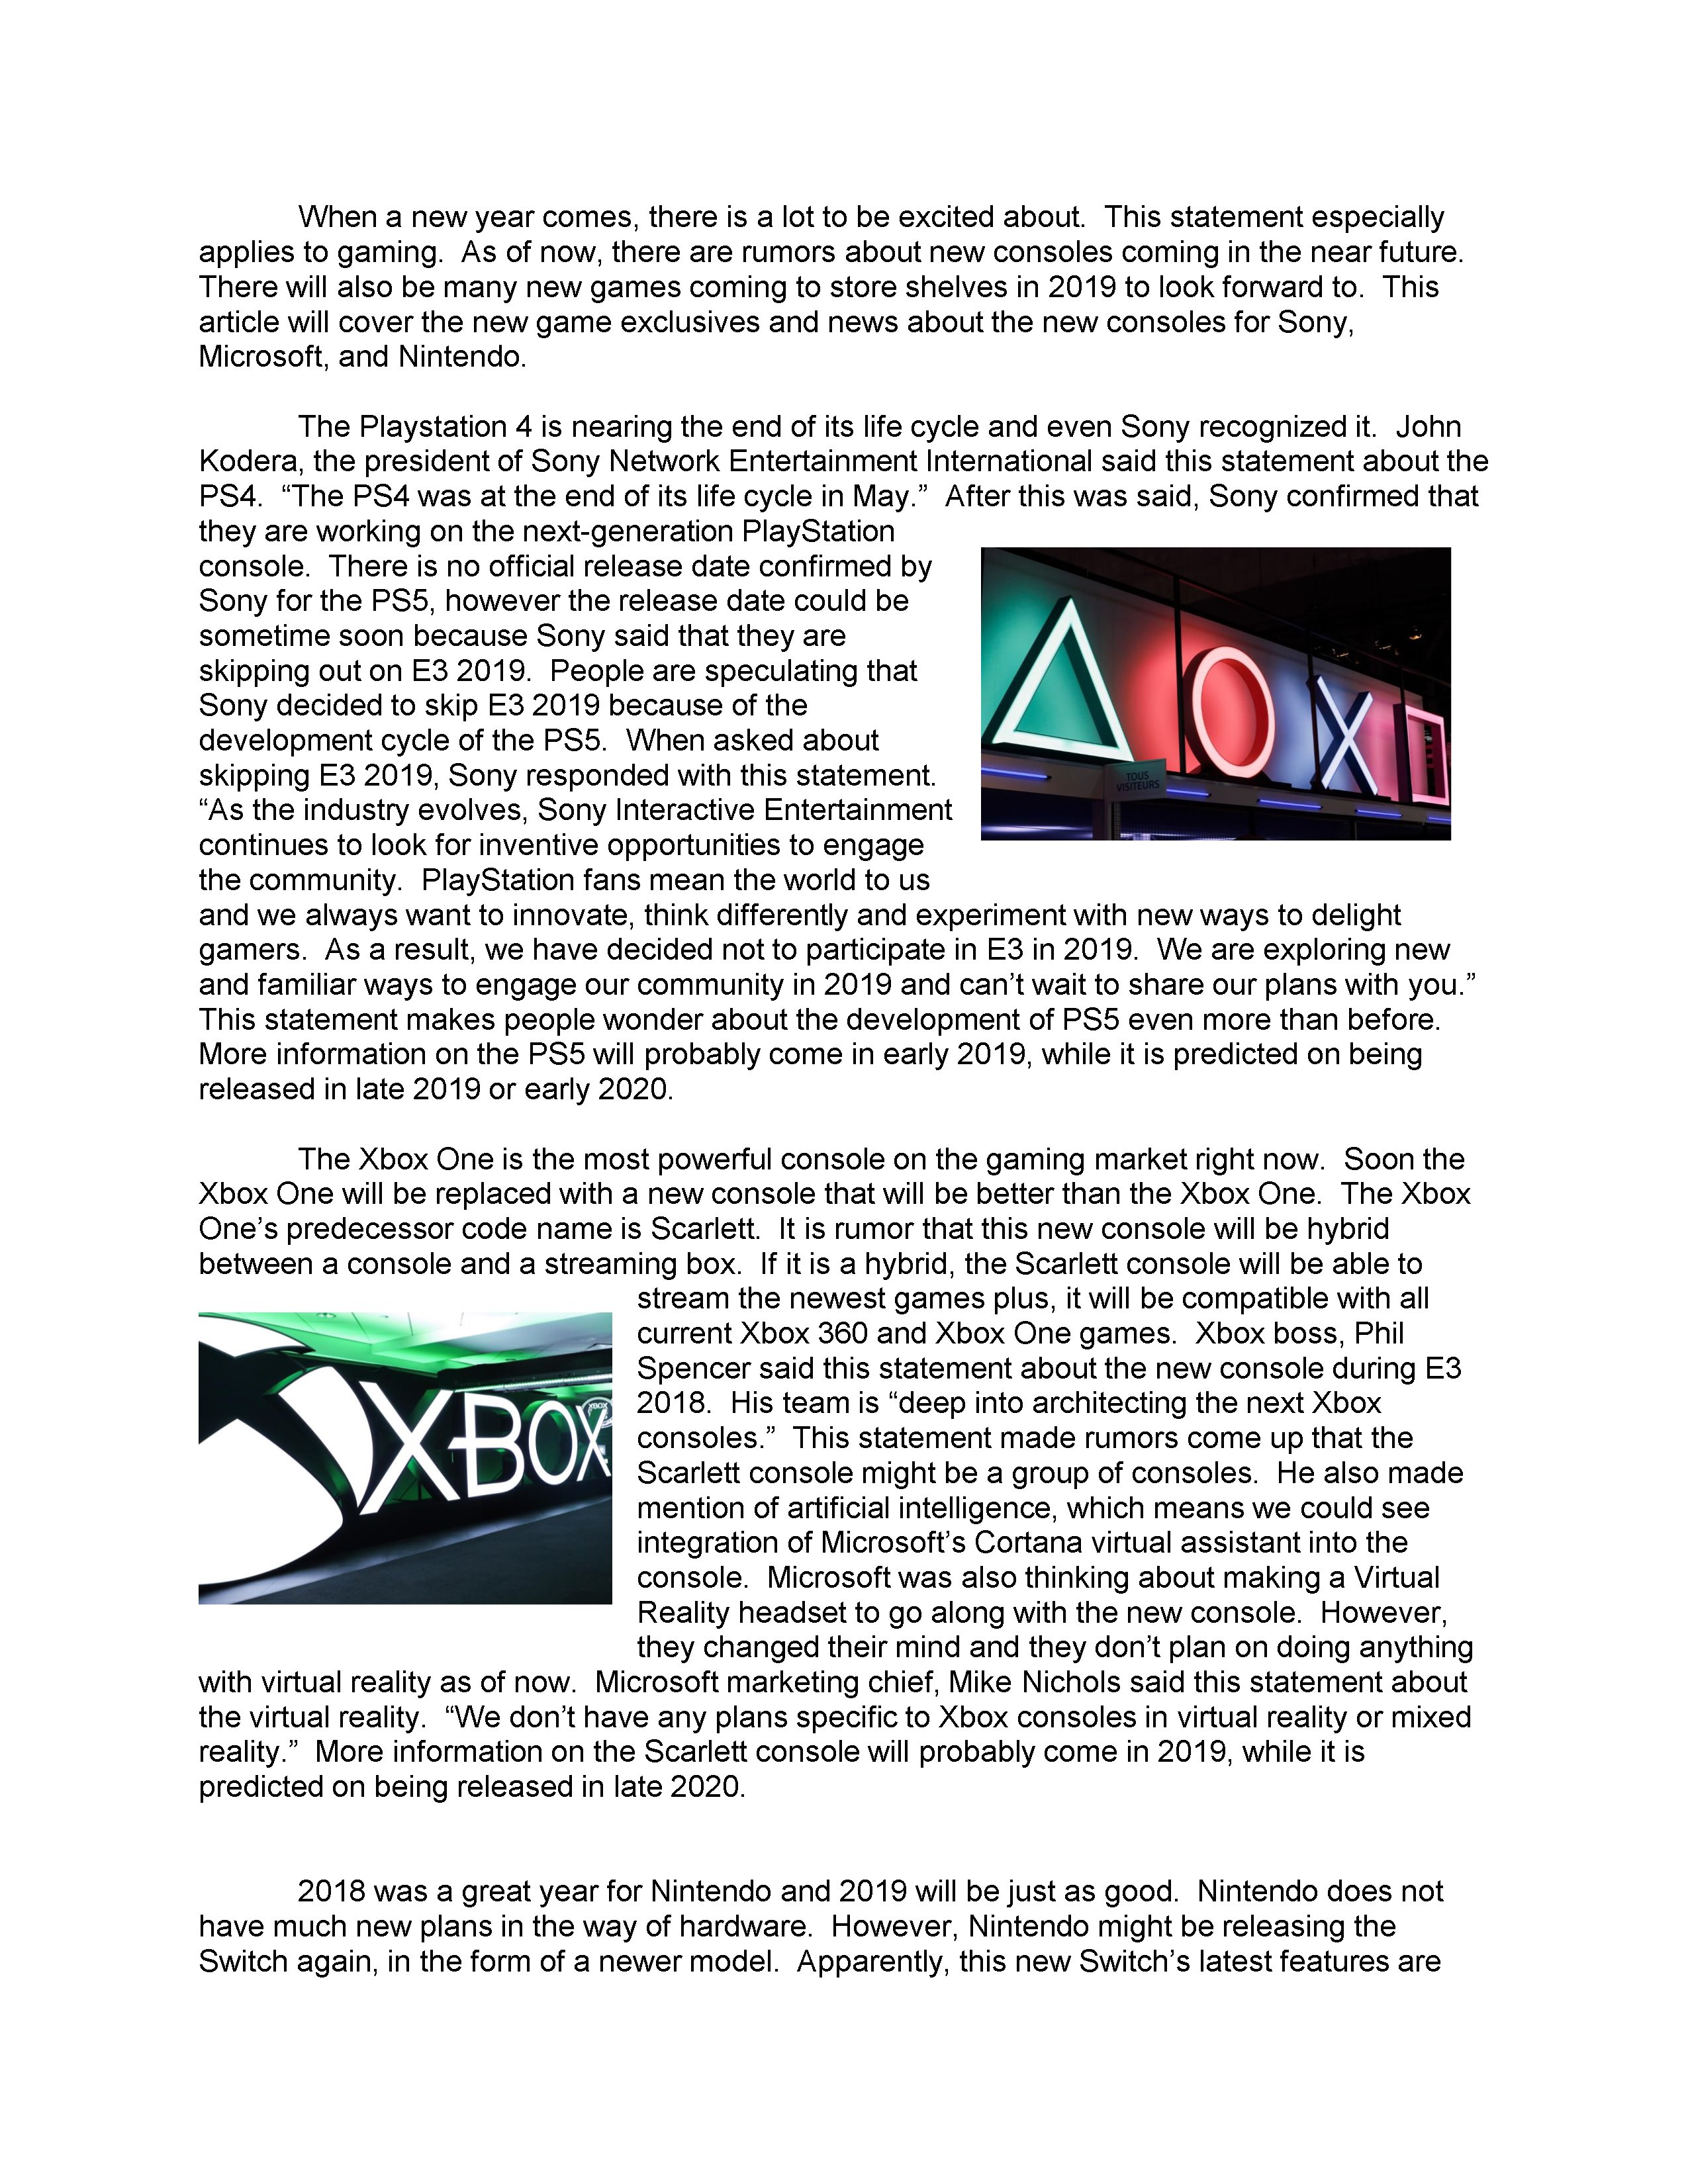 When a new year comes, there is a lot to be excited about.  This statement especially
applies to gaming.  As of now, there are rumors about new consoles coming in the near future.
There will also be many new games coming to store shelves in 2019 to look forward to.  This
article will cover the new game exclusives and news about the new consoles for Sony,
Microsoft, and Nintendo.
The Playstation 4 is nearing the end of its life cycle and even Sony recognized it.  John
Kodera, the president of Sony Network Entertainment International said this statement about the
PS4.  “The PS4 was at the end of its life cycle in May.”  After this was said, Sony confirmed that
they are working on the next-generation PlayStation
console.  There is no official release date confirmed by
Sony for the PS5, however the release date could be
sometime soon because Sony said that they are
skipping out on E3 2019.  People are speculating that
Sony decided to skip E3 2019 because of the
development cycle of the PS5.  When asked about
skipping E3 2019, Sony responded with this statement.
“As the industry evolves, Sony Interactive Entertainment
continues to look for inventive opportunities to engage
the community.  PlayStation fans mean the world to us
and we always want to innovate, think differently and experiment with new ways to delight
gamers.  As a result, we have decided not to participate in E3 in 2019.  We are exploring new
and familiar ways to engage our community in 2019 and can’t wait to share our plans with you.”
This statement makes people wonder about the development of PS5 even more than before.
More information on the PS5 will probably come in early 2019, while it is predicted on being
released in late 2019 or early 2020.
TOUS
VISITEURS
The Xbox One is the most powerful console on the gaming market right now.  Soon the
Xbox One will be replaced with a new console that will be better than the Xbox One.  The Xbox
One’s predecessor code name is Scarlett.  It is rumor that this new console will be hybrid
between a console and a streaming box.  If it is a hybrid, the Scarlett console will be able to
stream the newest games plus, it will be compatible with all
current Xbox 360 and Xbox One games.  Xbox boss, Phil
Spencer said this statement about the new console during E3
2018.  His team is “deep into architecting the next Xbox
consoles.”  This statement made rumors come up that the
Scarlett console might be a group of consoles.  He also made
mention of artificial intelligence, which means we could see
integration of Microsoft’s Cortana virtual assistant into the
console.  Microsoft was also thinking about making a Virtual
Reality headset to go along with the new console.  However,
they changed their mind and they don’t plan on doing anything
with virtual reality as of now.  Microsoft marketing chief, Mike Nichols said this statement about
the virtual reality.  “We don’t have any plans specific to Xbox consoles in virtual reality or mixed
reality.”  More information on the Scarlett console will probably come in 2019, while it is
predicted on being released in late 2020.
XBOX
XBOX
2018 was a great year for Nintendo and 2019 will be just as good.  Nintendo does not
have much new plans in the way of hardware.  However, Nintendo might be releasing the
Switch again, in the form of a newer model.  Apparently, this new Switch’s latest features are